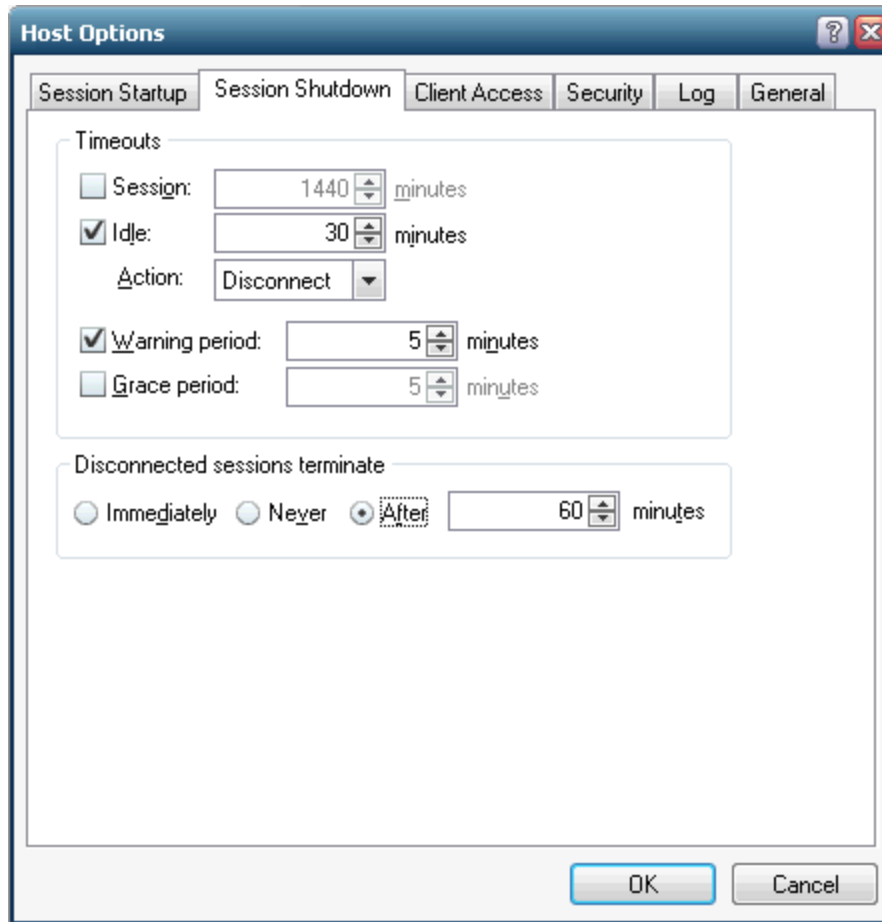 Host Options
Session Startup Session Shutdown Client Access Security Log General
Timeouts
Session: 1440 minutes
Idle: 30 minutes
Action: Disconnect
Warning period: 5 minutes
Grace period: 5 minutes
Disconnected sessions terminate
Immediately Never After 60 minutes
OK Cancel